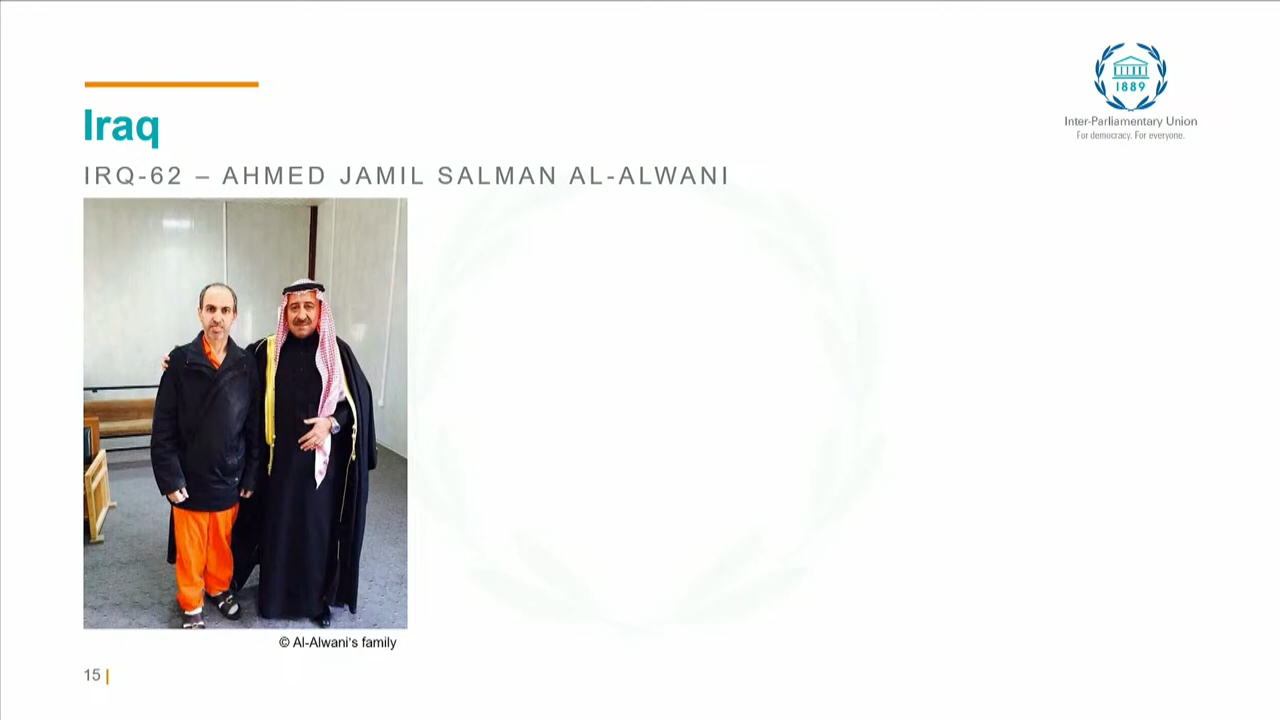 1889
Inter-Parliamentary Union
For democracy. For everyone.
Iraq
IRQ-62 – AHMED JAMIL SALMAN AL-ALWANI
© Al-Alwani's family
15 |